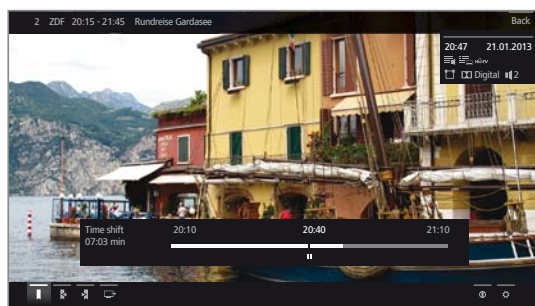 2 ZDF 20:15 - 21:45 Rundreise Gardasee
Back
20:47 21.01.2013
Digital 2
Time shift 20:10 20:40 21:10
07:03 min